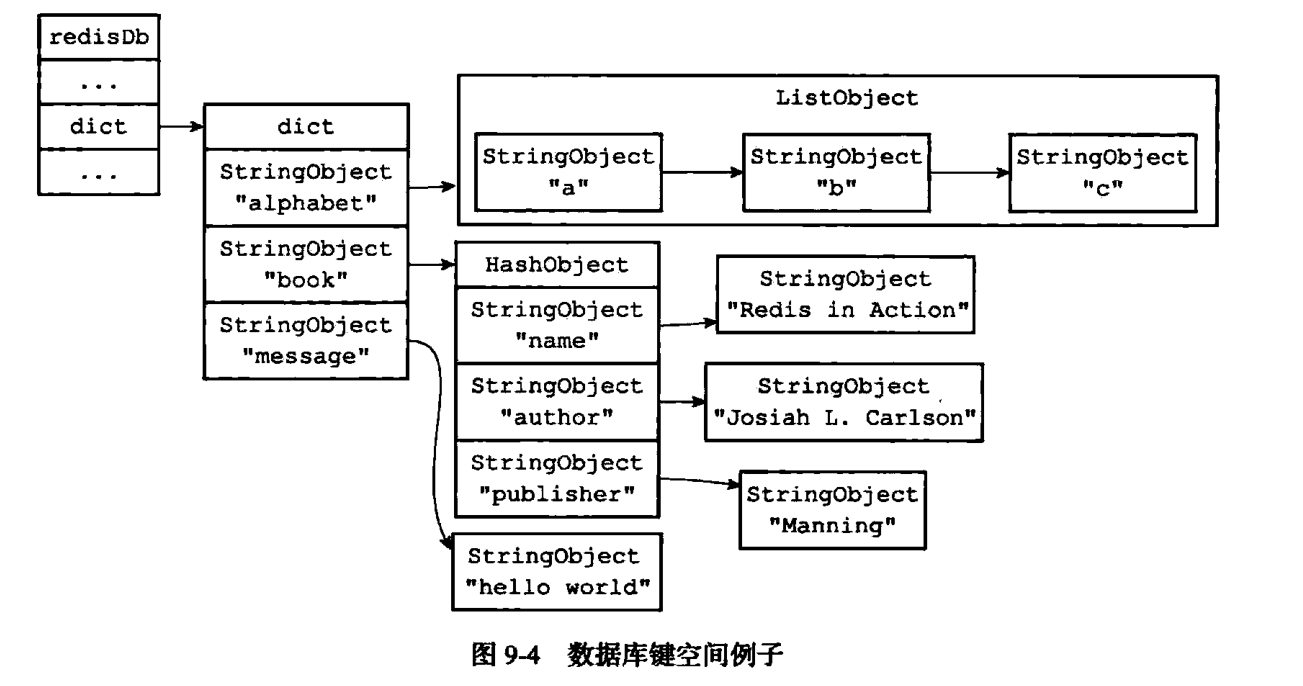 redisDb
...
dict
...
dict
StringObject
"alphabet"
StringObject
"book"
StringObject
"message"
ListObject
StringObject
"a"
StringObject
"b"
StringObject
"c"
HashObject
StringObject
"name"
StringObject
"author"
StringObject
"publisher"
StringObject
"Redis in Action"
StringObject
"Josiah L. Carlson"
StringObject
"Manning"
StringObject
"hello world"
图 9-4 数据库键空间例子